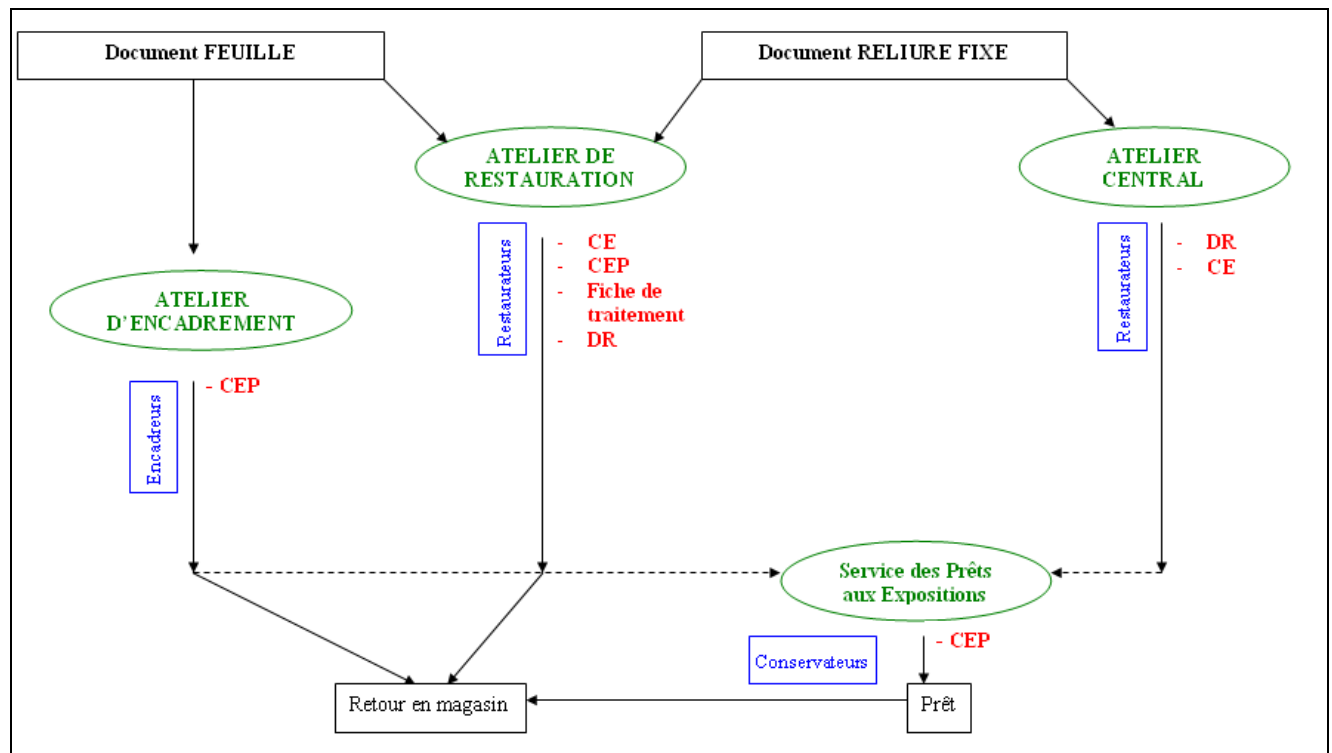 Document FEUILLE
Document RELIURE FIXE
ATELIER DE
RESTAURATION
ATELIER
CENTRAL
Restaurateurs
- CE
- CEP
- Fiche de
traitement
- DR
Restaurateurs
- DR
- CE
ATELIER
D'ENCADREMENT
Encadreurs
- CEP
Service des Prêts
aux Expositions
- CEP
Conservateurs
Retour en magasin
Prêt